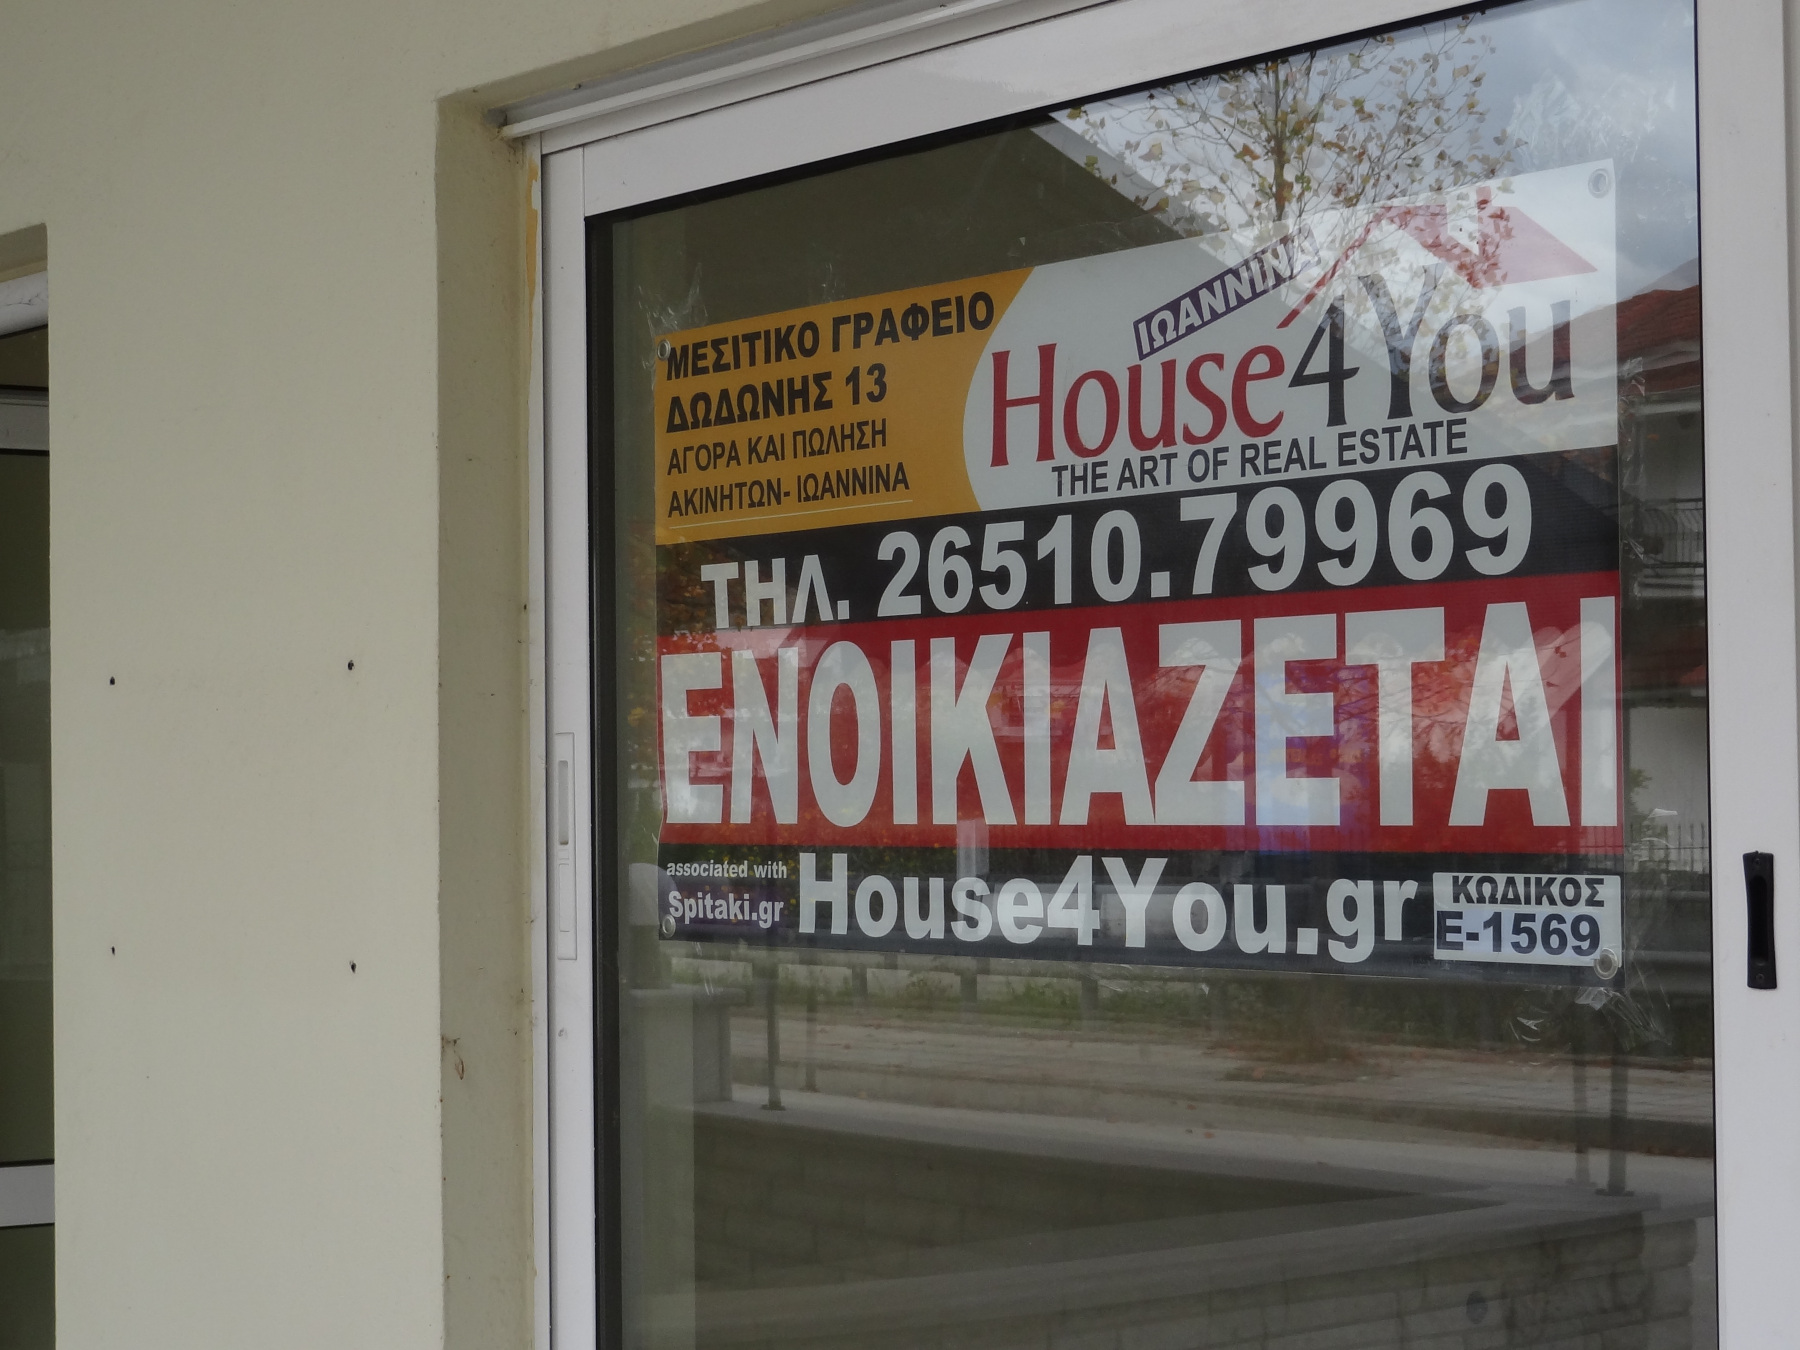 ΜΕΣΙΤΙΚΟ ΓΡΑΦΕΙΟ
ΔΩΔΩΝΗΣ 13
ΑΓΟΡΑ ΚΑΙ ΠΩΛΗΣΗ
ΑΚΙΝΗΤΩΝ- ΙΩΑΝΝΙΝΑ
ΙΩΑΝΝΙΝΑ
House4You
THE ART OF REAL ESTATE
ΤΗΛ. 26510.79969
ΕΝΟΙΚΙΑΖΕΤΑΙ
associated with
Spitaki.gr
House4You.gr
ΚΩΔΙΚΟΣ
Ε-1569